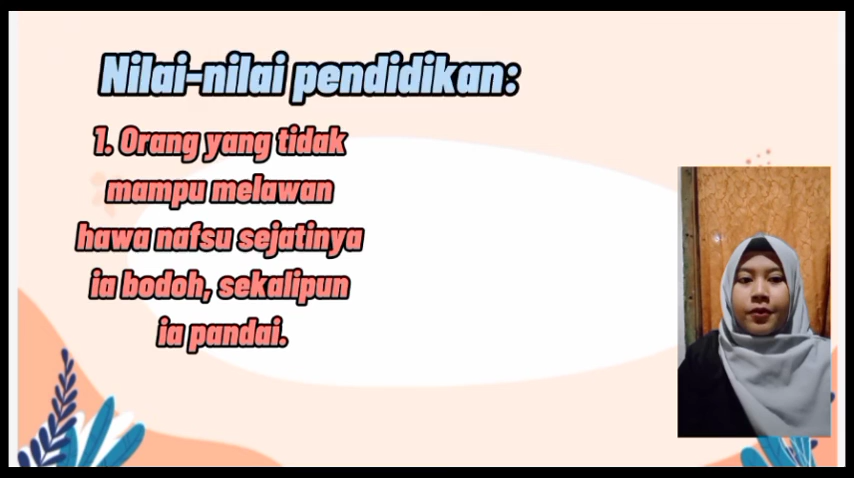 Nilai-nilai pendidikan:
1. Orang yang tidak
mampu melawan
hawa nafsu sejatinya
ia bodoh, sekalipun
ia pandai.